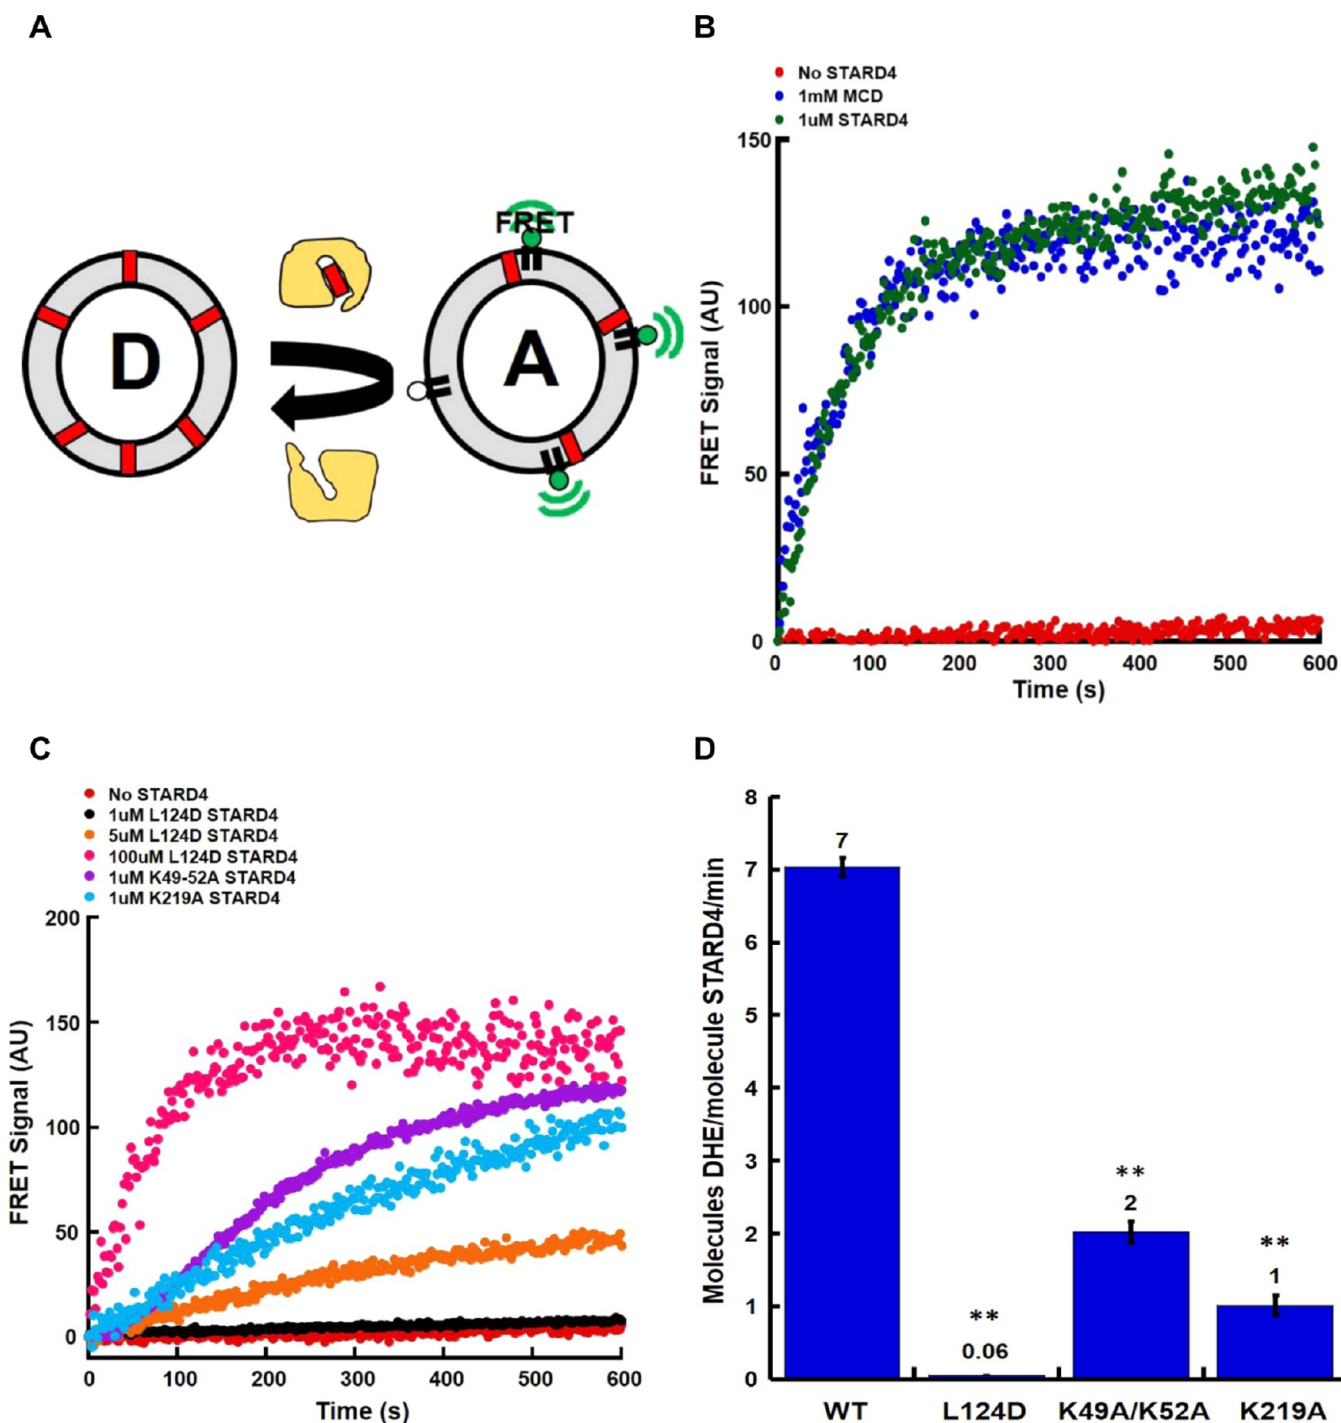 A
FRET
D
A
B
No STARD4
1mM MCD
1uM STARD4
150
100
50
0
FRET Signal (AU)
0 100 200 300 400 500 600
Time (s)
C
No STARD4
1uM L124D STARD4
5uM L124D STARD4
100uM L124D STARD4
1uM K49-52A STARD4
1uM K219A STARD4
200
150
100
50
0
FRET Signal (AU)
0 100 200 300 400 500 600
Time (s)
D
8
7
6
5
4
3
2
1
0
Molecules DHE/molecule STARD4/min
7
**
0.06
**
2
**
1
WT L124D K49A/K52A K219A